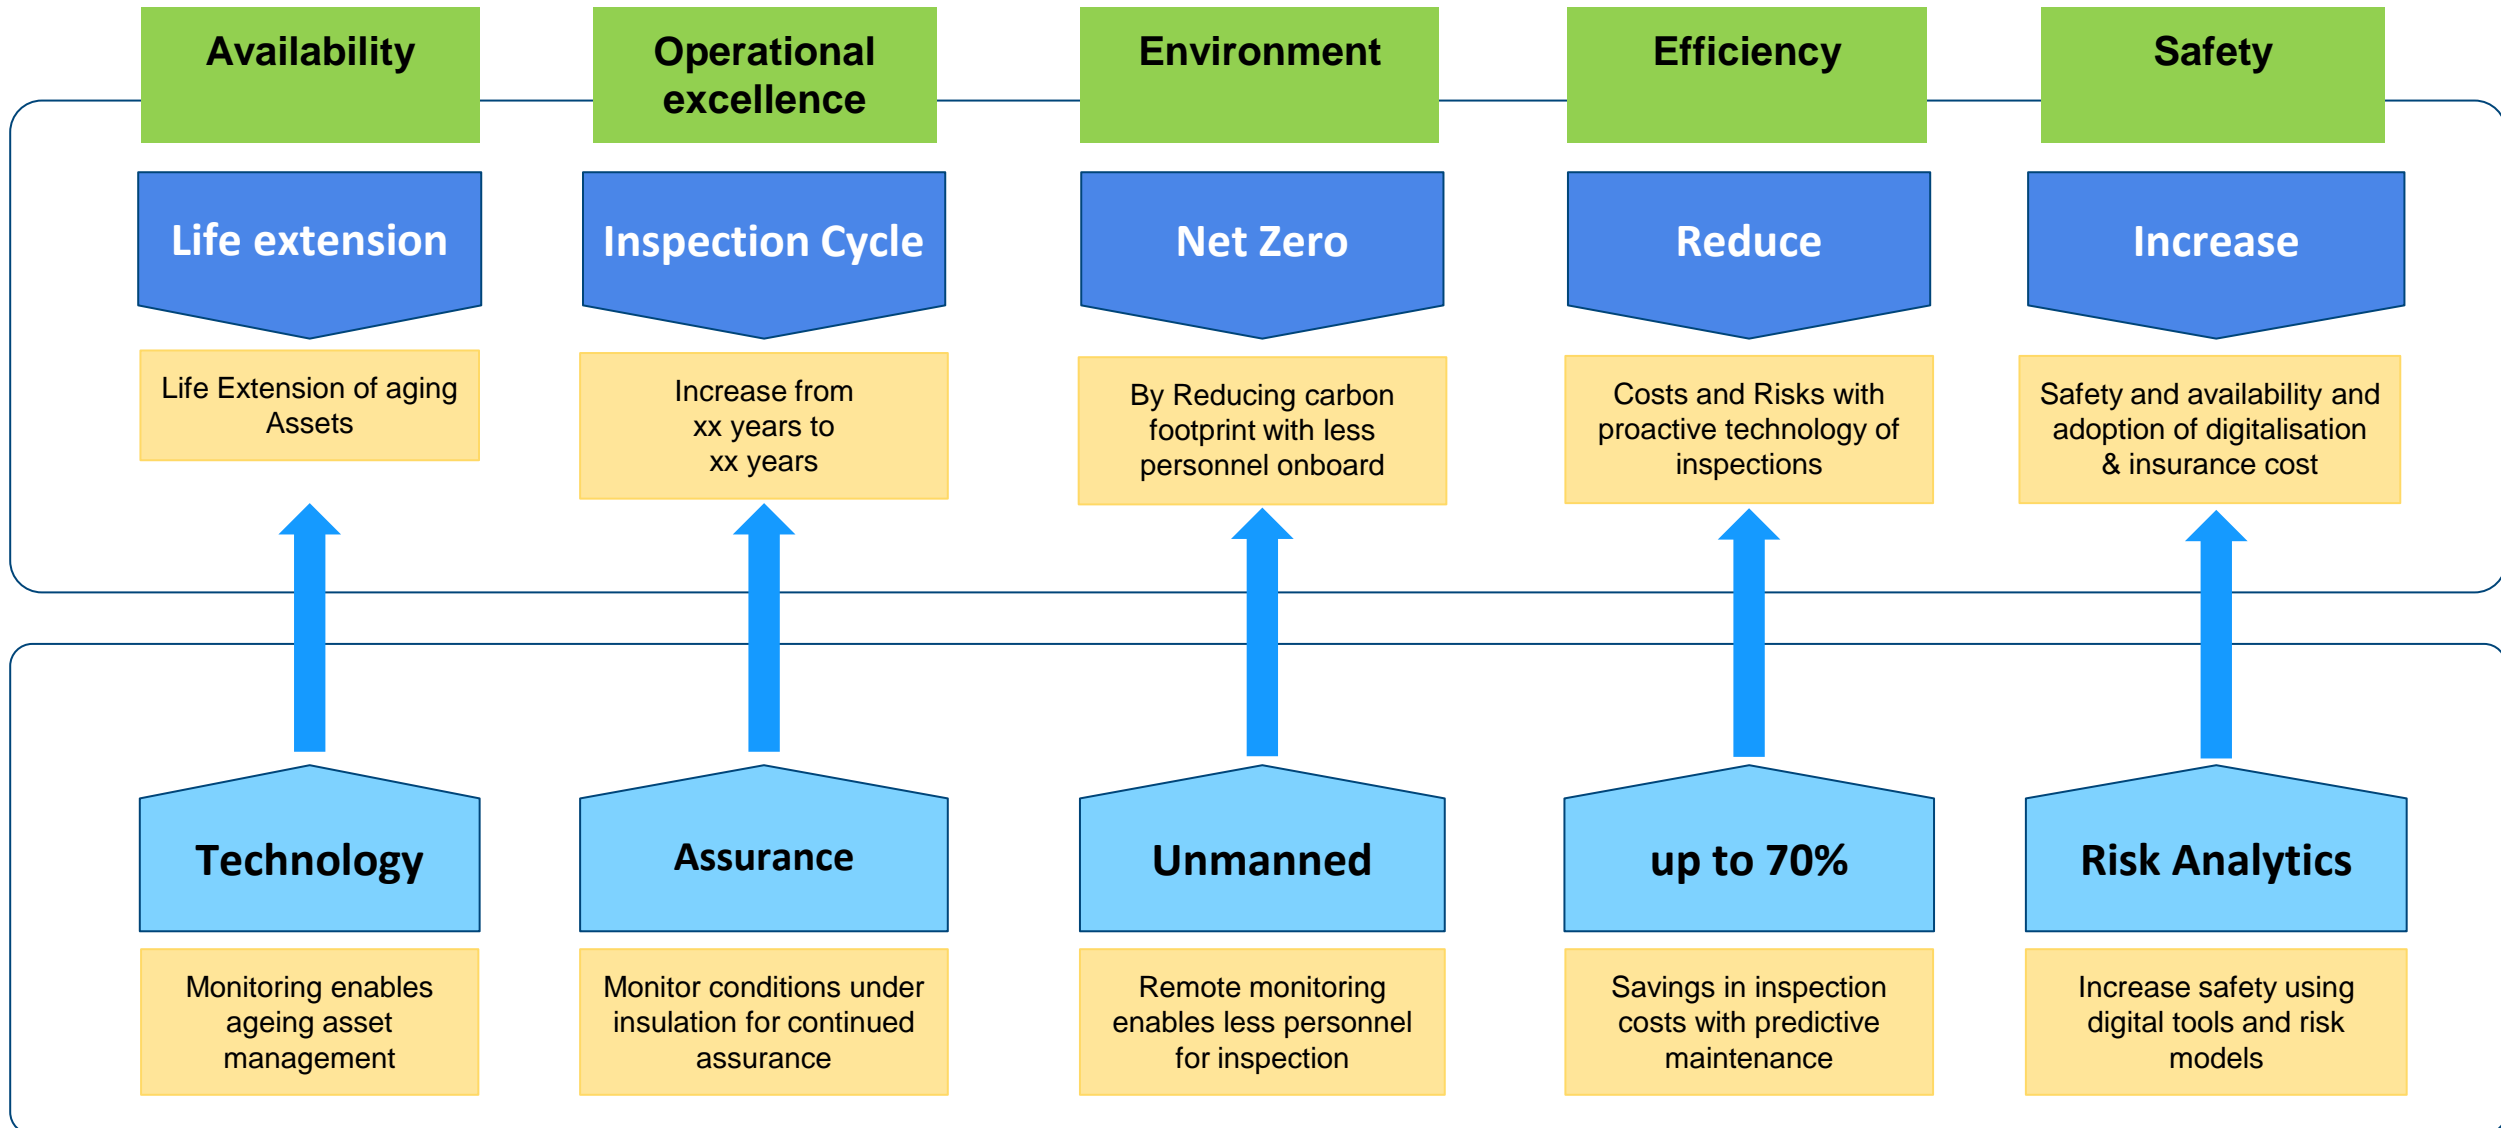 Availability
Operational
excellence
Environment
Efficiency
Safety
Life extension
Inspection Cycle
Net Zero
Reduce
Increase
Life Extension of aging
Assets
Increase from
xx years to
xx years
By Reducing carbon
footprint with less
personnel onboard
Costs and Risks with
proactive technology of
inspections
Safety and availability and
adoption of digitalisation
& insurance cost
Technology
Assurance
Unmanned
up to 70%
Risk Analytics
Monitoring enables
ageing asset
management
Monitor conditions under
insulation for continued
assurance
Remote monitoring
enables less personnel
for inspection
Savings in inspection
costs with predictive
maintenance
Increase safety using
digital tools and risk
models